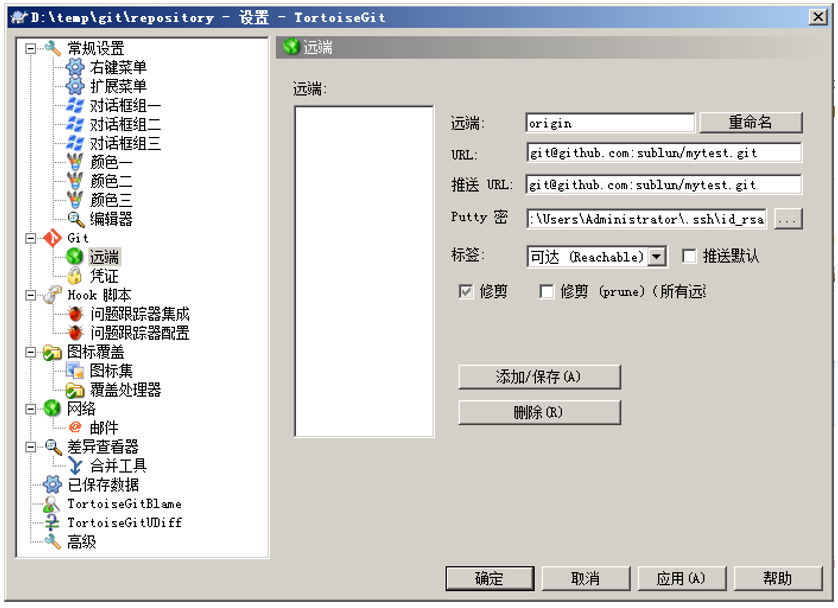 D:\temp\git\repository - 设置 - TortoiseGit
常规设置
右键菜单
扩展菜单
对话框组一
对话框组二
对话框组三
颜色一
颜色二
颜色三
编辑器
Git
远端
凭证
Hook 脚本
问题跟踪器集成
问题跟踪器配置
图标覆盖
图标集
覆盖处理器
网络
邮件
差异查看器
合并工具
已保存数据
TortoiseGitBlame
TortoiseGitUDiff
高级
远端
远端:
远端: origin 重命名
URL: git@github.com:sublun/mytest.git
推送 URL: git@github.com:sublun/mytest.git
Putty 密 :\Users\Administrator\.ssh\id_rsa ...
标签: 可达 (Reachable) 推送默认
修剪 修剪 (prune) (所有远
添加/保存(A)
删除(R)
确定 取消 应用(A) 帮助